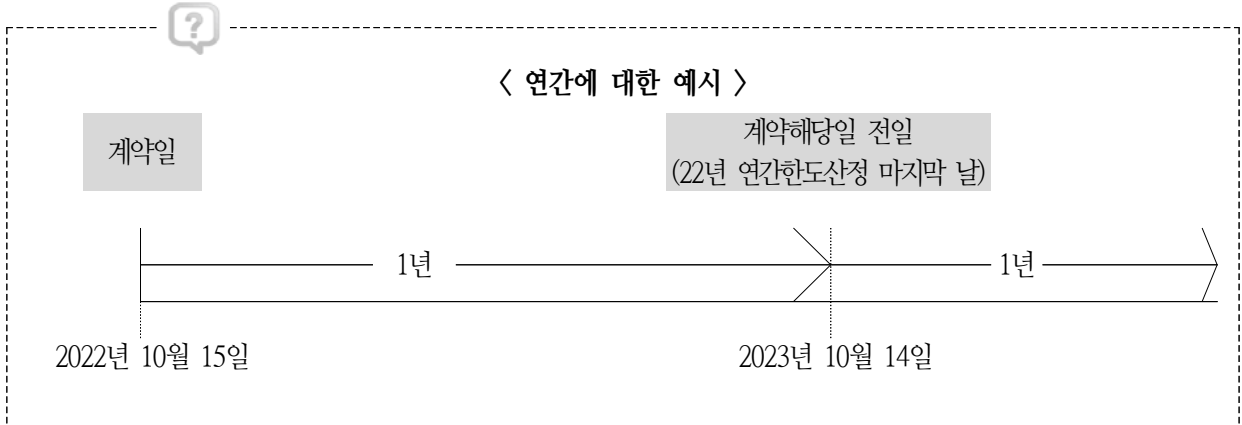 ?
< 연간에 대한 예시 >
계약일
계약해당일 전일
(22년 연간한도산정 마지막 날)
1년
1년
2022년 10월 15일
2023년 10월 14일